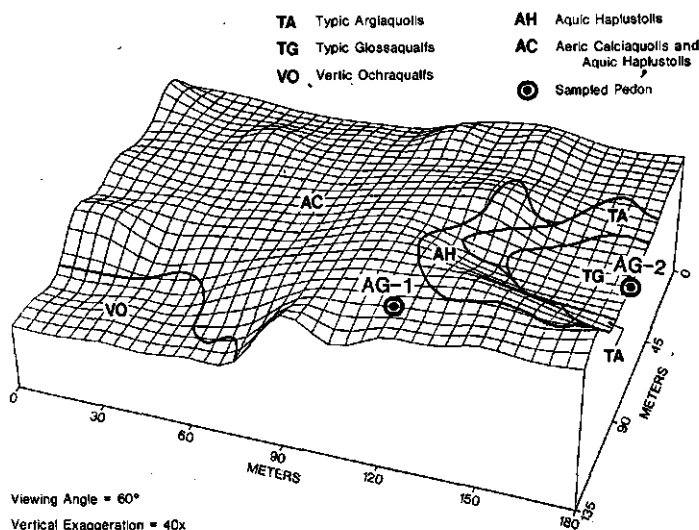 TA Typic Argiaquolls
TG Typic Glossaqualfs
VO Vertic Ochraqualfs
AH Aquic Haplustolls
AC Aeric Calciaquolls and
Aquic Haplustolls
Sampled Pedon
AC
TA
AH
TG
AG-2
AG-1
VO
TA
0
45
90
135
METERS
0
30
60
90
120
150
180
METERS
Viewing Angle = 60°
Vertical Exaggeration = 40x